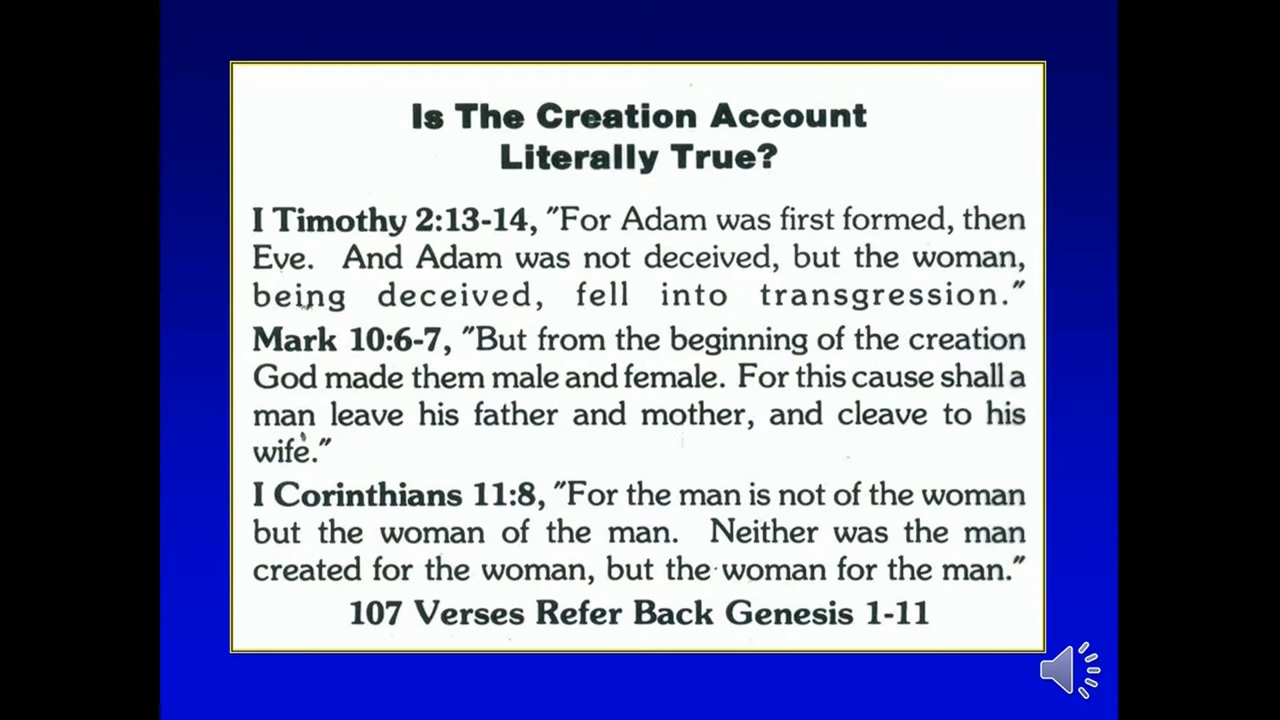 Is The Creation Account
Literally True?
I Timothy 2:13-14, "For Adam was first formed, then
Eve. And Adam was not deceived, but the woman,
being deceived, fell into transgression."
Mark 10:6-7, "But from the beginning of the creation
God made them male and female. For this cause shall a
man leave his father and mother, and cleave to his
wife."
I Corinthians 11:8, "For the man is not of the woman
but the woman of the man. Neither was the man
created for the woman, but the woman for the man."
107 Verses Refer Back Genesis 1-11